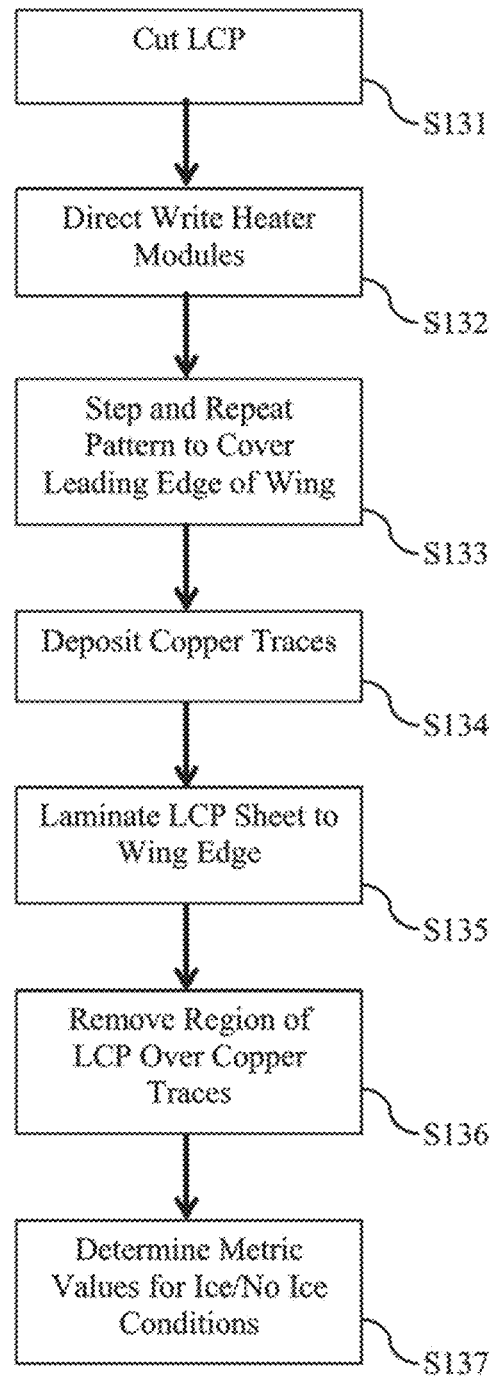 Cut LCP
S131
Direct Write Heater
Modules
S132
Step and Repeat
Pattern to Cover
Leading Edge of Wing
S133
Deposit Copper Traces
S134
Laminate LCP Sheet to
Wing Edge
S135
Remove Region of
LCP Over Copper
Traces
S136
Determine Metric
Values for Ice/No Ice
Conditions
S137